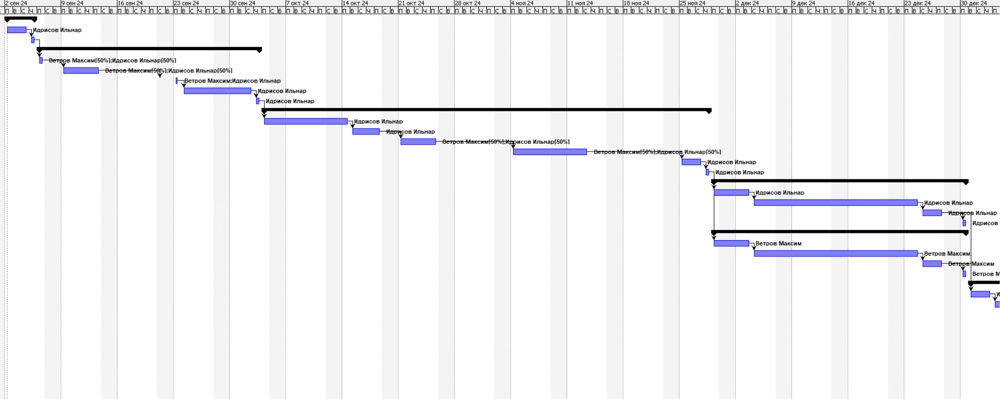 2 сен 24 9 сен 24 16 сен 24 23 сен 24 30 сен 24 7 окт 24 14 окт 24 21 окт 24 28 окт 24 4 ноя 24 11 ноя 24 18 ноя 24 25 ноя 24 2 дек 24 9 дек 24 16 дек 24 23 дек 24 30 дек 24
В П В С Ч П С В П В С Ч П С В П В С Ч П С В П В С Ч П С В П В С Ч П С В П В С Ч П С В П В С Ч П С В П В С Ч П С В П В С Ч П С В П В С Ч П С В П В С Ч П С В П В С Ч П С В П В С Ч П С В П В С Ч П С В П В С Ч П С В П В С Ч П С В П В С Ч П С В П В С Ч П
Идрисов Ильнар
Ветров Максим[50%];Идрисов Ильнар[50%]
Ветров Максим[50%];Идрисов Ильнар[50%]
Ветров Максим;Идрисов Ильнар
Идрисов Ильнар
Идрисов Ильнар
Идрисов Ильнар
Идрисов Ильнар
Ветров Максим[50%];Идрисов Ильнар[50%]
Ветров Максим[50%];Идрисов Ильнар[50%]
Идрисов Ильнар
Идрисов Ильнар
Идрисов Ильнар
Идрисов Ильнар
Идрисов Ильнар
Идрисов
Ветров Максим
Ветров Максим
Ветров Максим
Ветров М
И